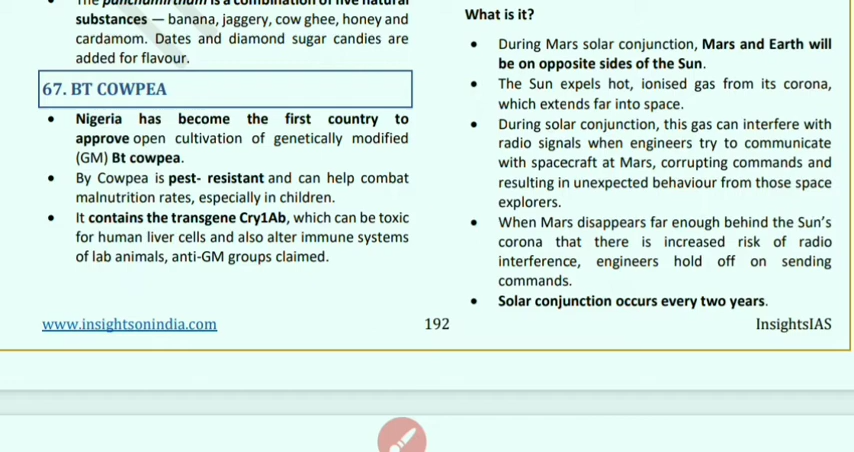 The panchamirtham is a combination of five natural
substances — banana, jaggery, cow ghee, honey and
cardamom. Dates and diamond sugar candies are
added for flavour.
67. BT COWPEA
• Nigeria has become the first country to
approve open cultivation of genetically modified
(GM) Bt cowpea.
• By Cowpea is pest- resistant and can help combat
malnutrition rates, especially in children.
• It contains the transgene Cry1Ab, which can be toxic
for human liver cells and also alter immune systems
of lab animals, anti-GM groups claimed.
What is it?
• During Mars solar conjunction, Mars and Earth will
be on opposite sides of the Sun.
• The Sun expels hot, ionised gas from its corona,
which extends far into space.
• During solar conjunction, this gas can interfere with
radio signals when engineers try to communicate
with spacecraft at Mars, corrupting commands and
resulting in unexpected behaviour from those space
explorers.
• When Mars disappears far enough behind the Sun’s
corona that there is increased risk of radio
interference, engineers hold off on sending
commands.
• Solar conjunction occurs every two years.
www.insightsonindia.com 192 InsightsIAS